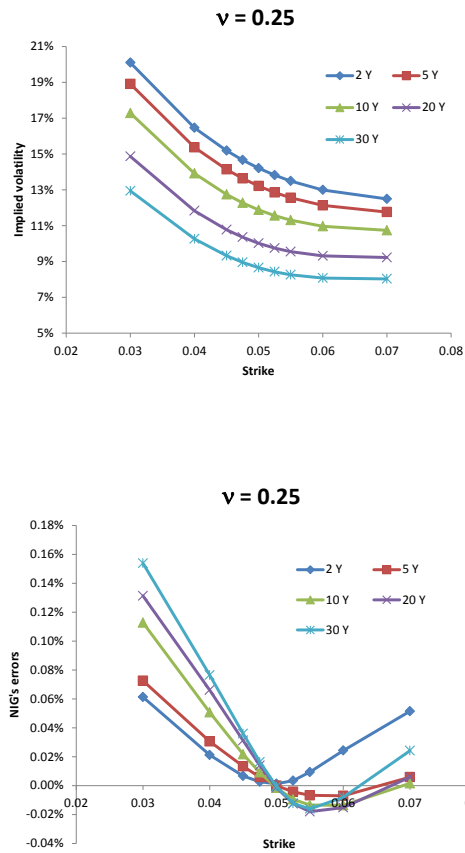 ν = 0.25
21%
19%
17%
15%
13%
11%
9%
7%
5%
Implied volatility
2 Y
5 Y
10 Y
20 Y
30 Y
0.02
0.03
0.04
0.05
0.06
0.07
0.08
Strike
ν = 0.25
0.18%
0.16%
0.14%
0.12%
0.10%
0.08%
0.06%
0.04%
0.02%
0.00%
-0.02%
-0.04%
NIG's errors
2 Y
5 Y
10 Y
20 Y
30 Y
0.02
0.03
0.04
0.05
0.06
0.07
Strike